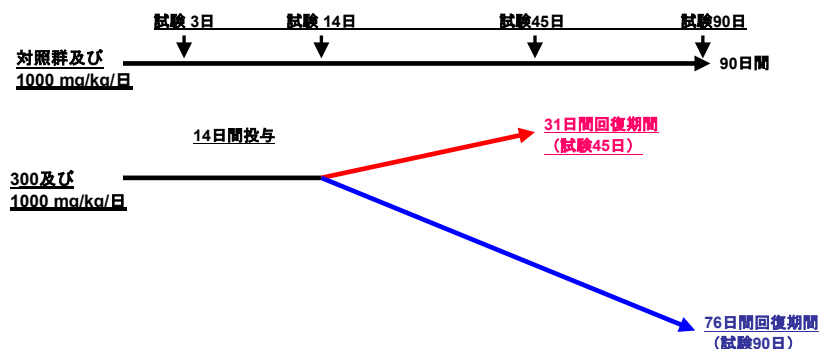 試験 3日 試験 14日 試験45日 試験90日
対照群及び
1000 mg/kg/日
90日間
14日間投与
31日間回復期間
（試験45日）
300及び
1000 mg/kg/日
76日間回復期間
（試験90日）